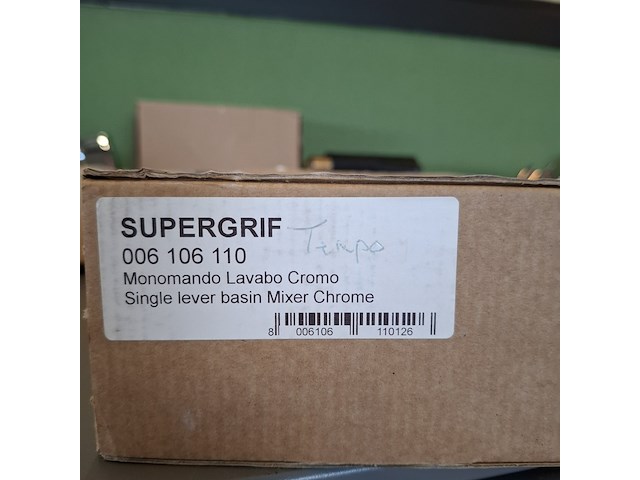 SUPERGRIF
Tempo
006 106 110
Monomando Lavabo Cromo
Single lever basin Mixer Chrome
8 006106 110126